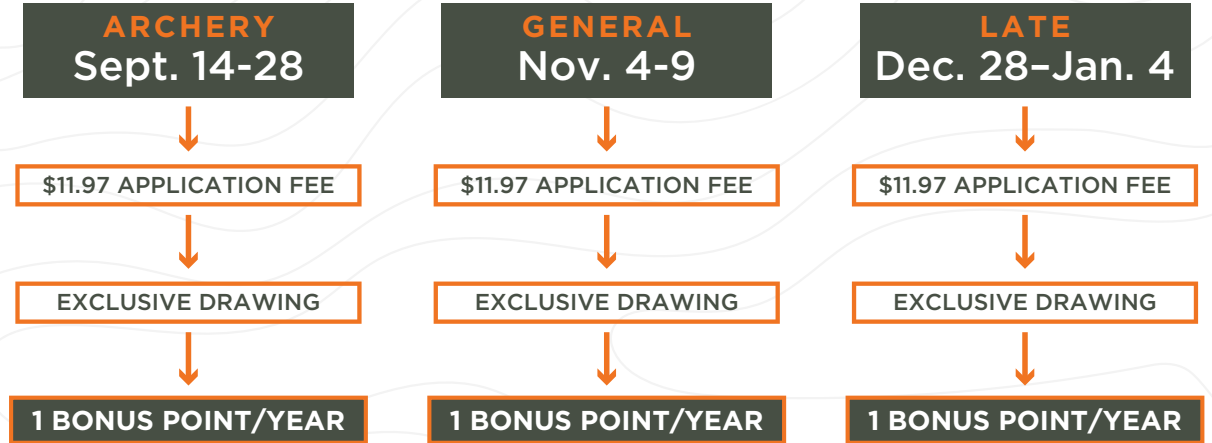 ARCHERY
Sept. 14-28
$11.97 APPLICATION FEE
EXCLUSIVE DRAWING
1 BONUS POINT/YEAR
GENERAL
Nov. 4-9
$11.97 APPLICATION FEE
EXCLUSIVE DRAWING
1 BONUS POINT/YEAR
LATE
Dec. 28–Jan. 4
$11.97 APPLICATION FEE
EXCLUSIVE DRAWING
1 BONUS POINT/YEAR